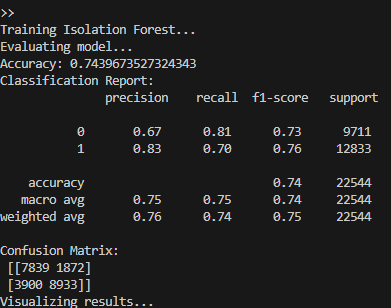 >>
Training Isolation Forest...
Evaluating model...
Accuracy: 0.7439673527324343
Classification Report:
              precision    recall  f1-score   support

           0       0.67      0.81      0.73      9711
           1       0.83      0.70      0.76     12833

    accuracy                           0.74     22544
   macro avg       0.75      0.75      0.74     22544
weighted avg       0.76      0.74      0.75     22544

Confusion Matrix:
 [[7839 1872]
 [3900 8933]]
Visualizing results...